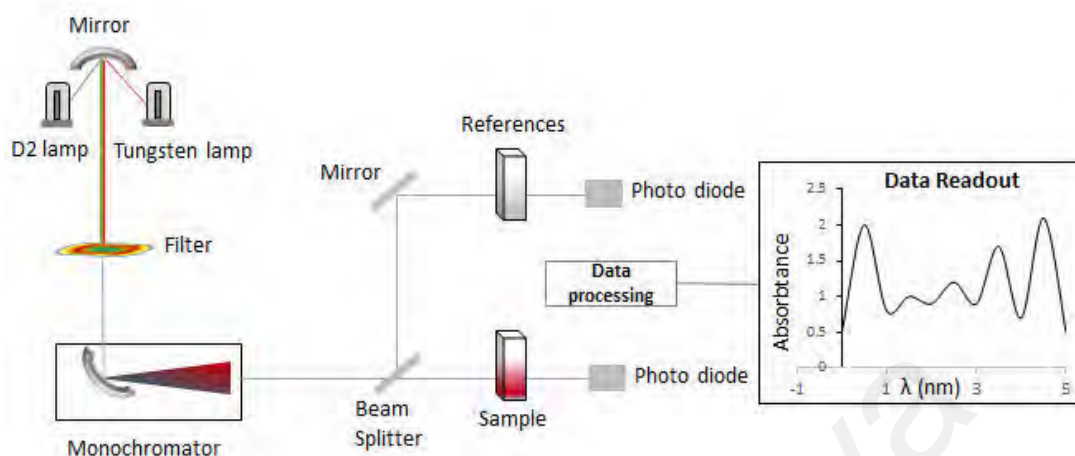 Mirror
D2 lamp
Tungsten lamp
Filter
Monochromator
Mirror
References
Photo diode
Beam
Splitter
Sample
Photo diode
Data
processing
Data Readout
Absorbtance
2.5
2
1.5
1
0.5
0
-1
1
λ (nm)
3
5